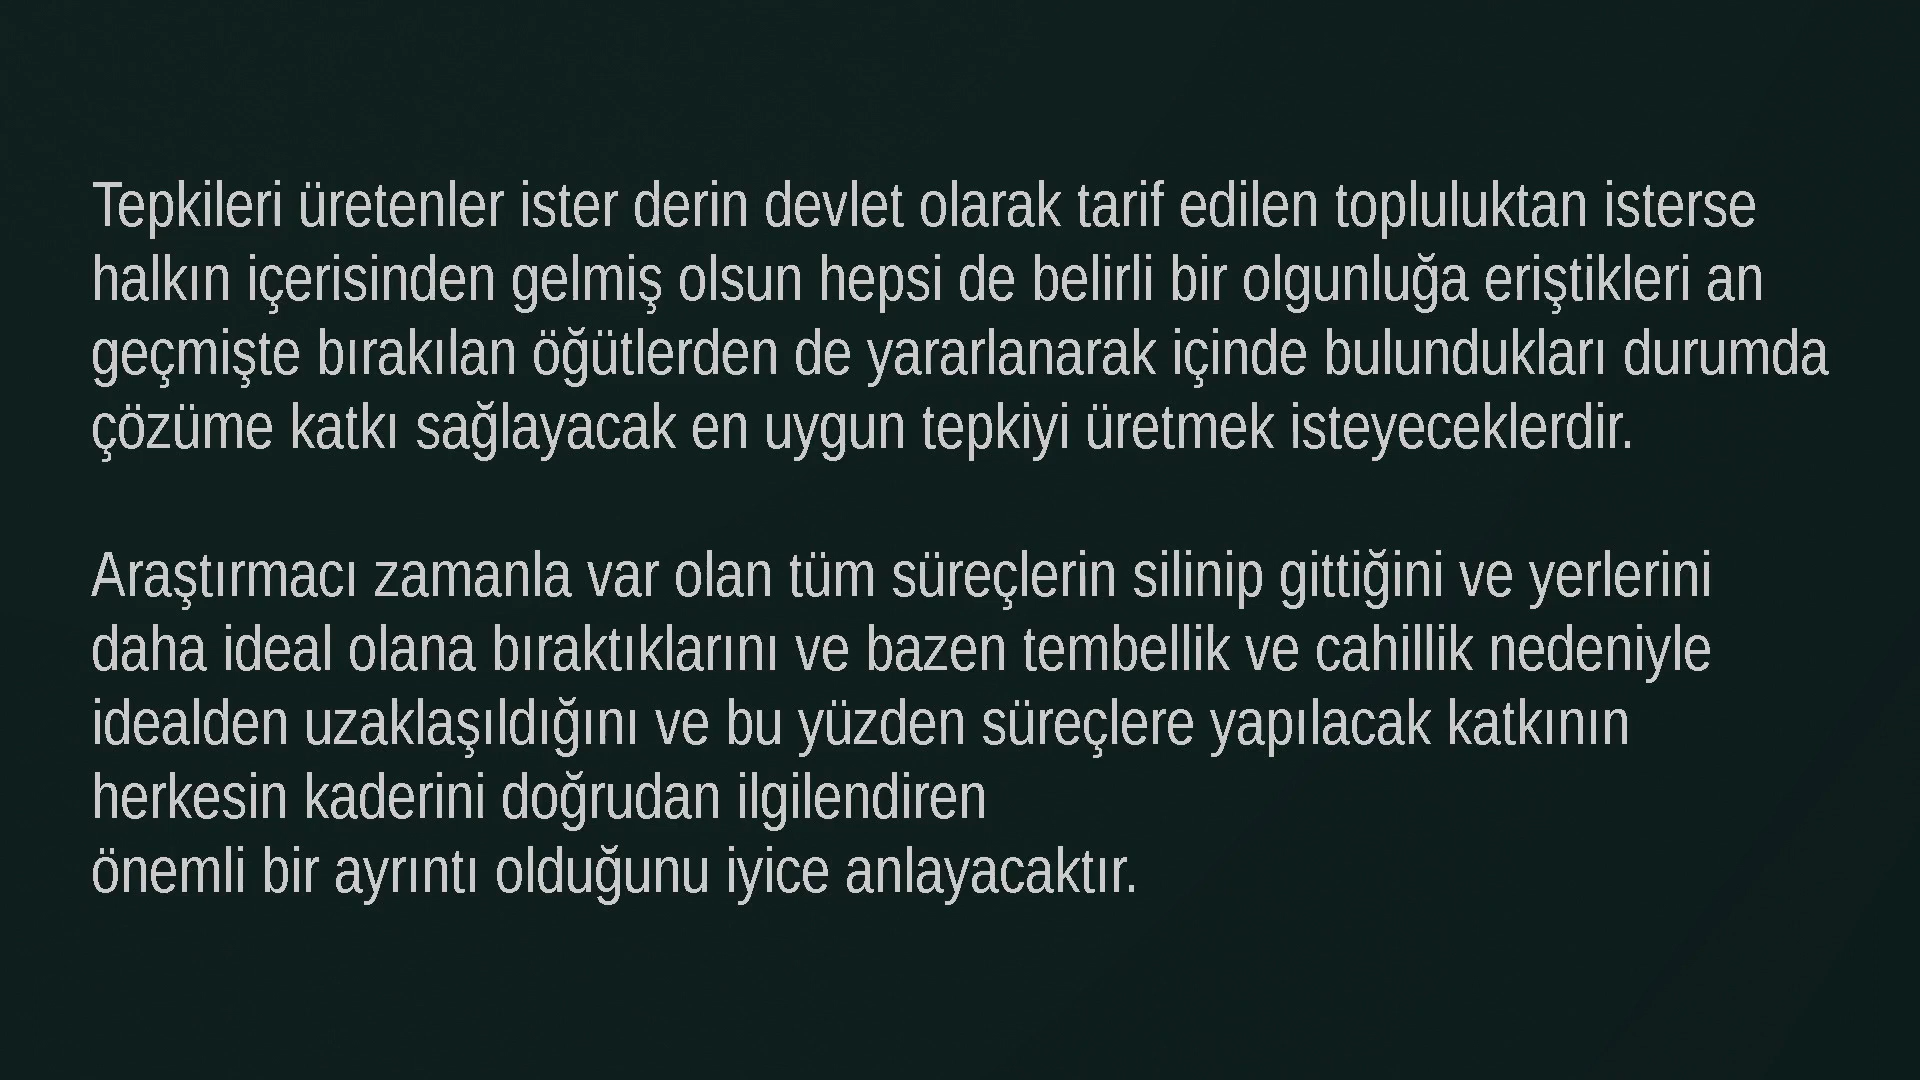 Tepkileri üretenler ister derin devlet olarak tarif edilen topluluktan isterse
halkın içerisinden gelmiş olsun hepsi de belirli bir olgunluğa eriştikleri an
geçmişte bırakılan öğütlerden de yararlanarak içinde bulundukları durumda
çözüme katkı sağlayacak en uygun tepkiyi üretmek isteyeceklerdir.
Araştırmacı zamanla var olan tüm süreçlerin silinip gittiğini ve yerlerini
daha ideal olana bıraktıklarını ve bazen tembellik ve cahillik nedeniyle
idealden uzaklaşıldığını ve bu yüzden süreçlere yapılacak katkının
herkesin kaderini doğrudan ilgilendiren
önemli bir ayrıntı olduğunu iyice anlayacaktır.